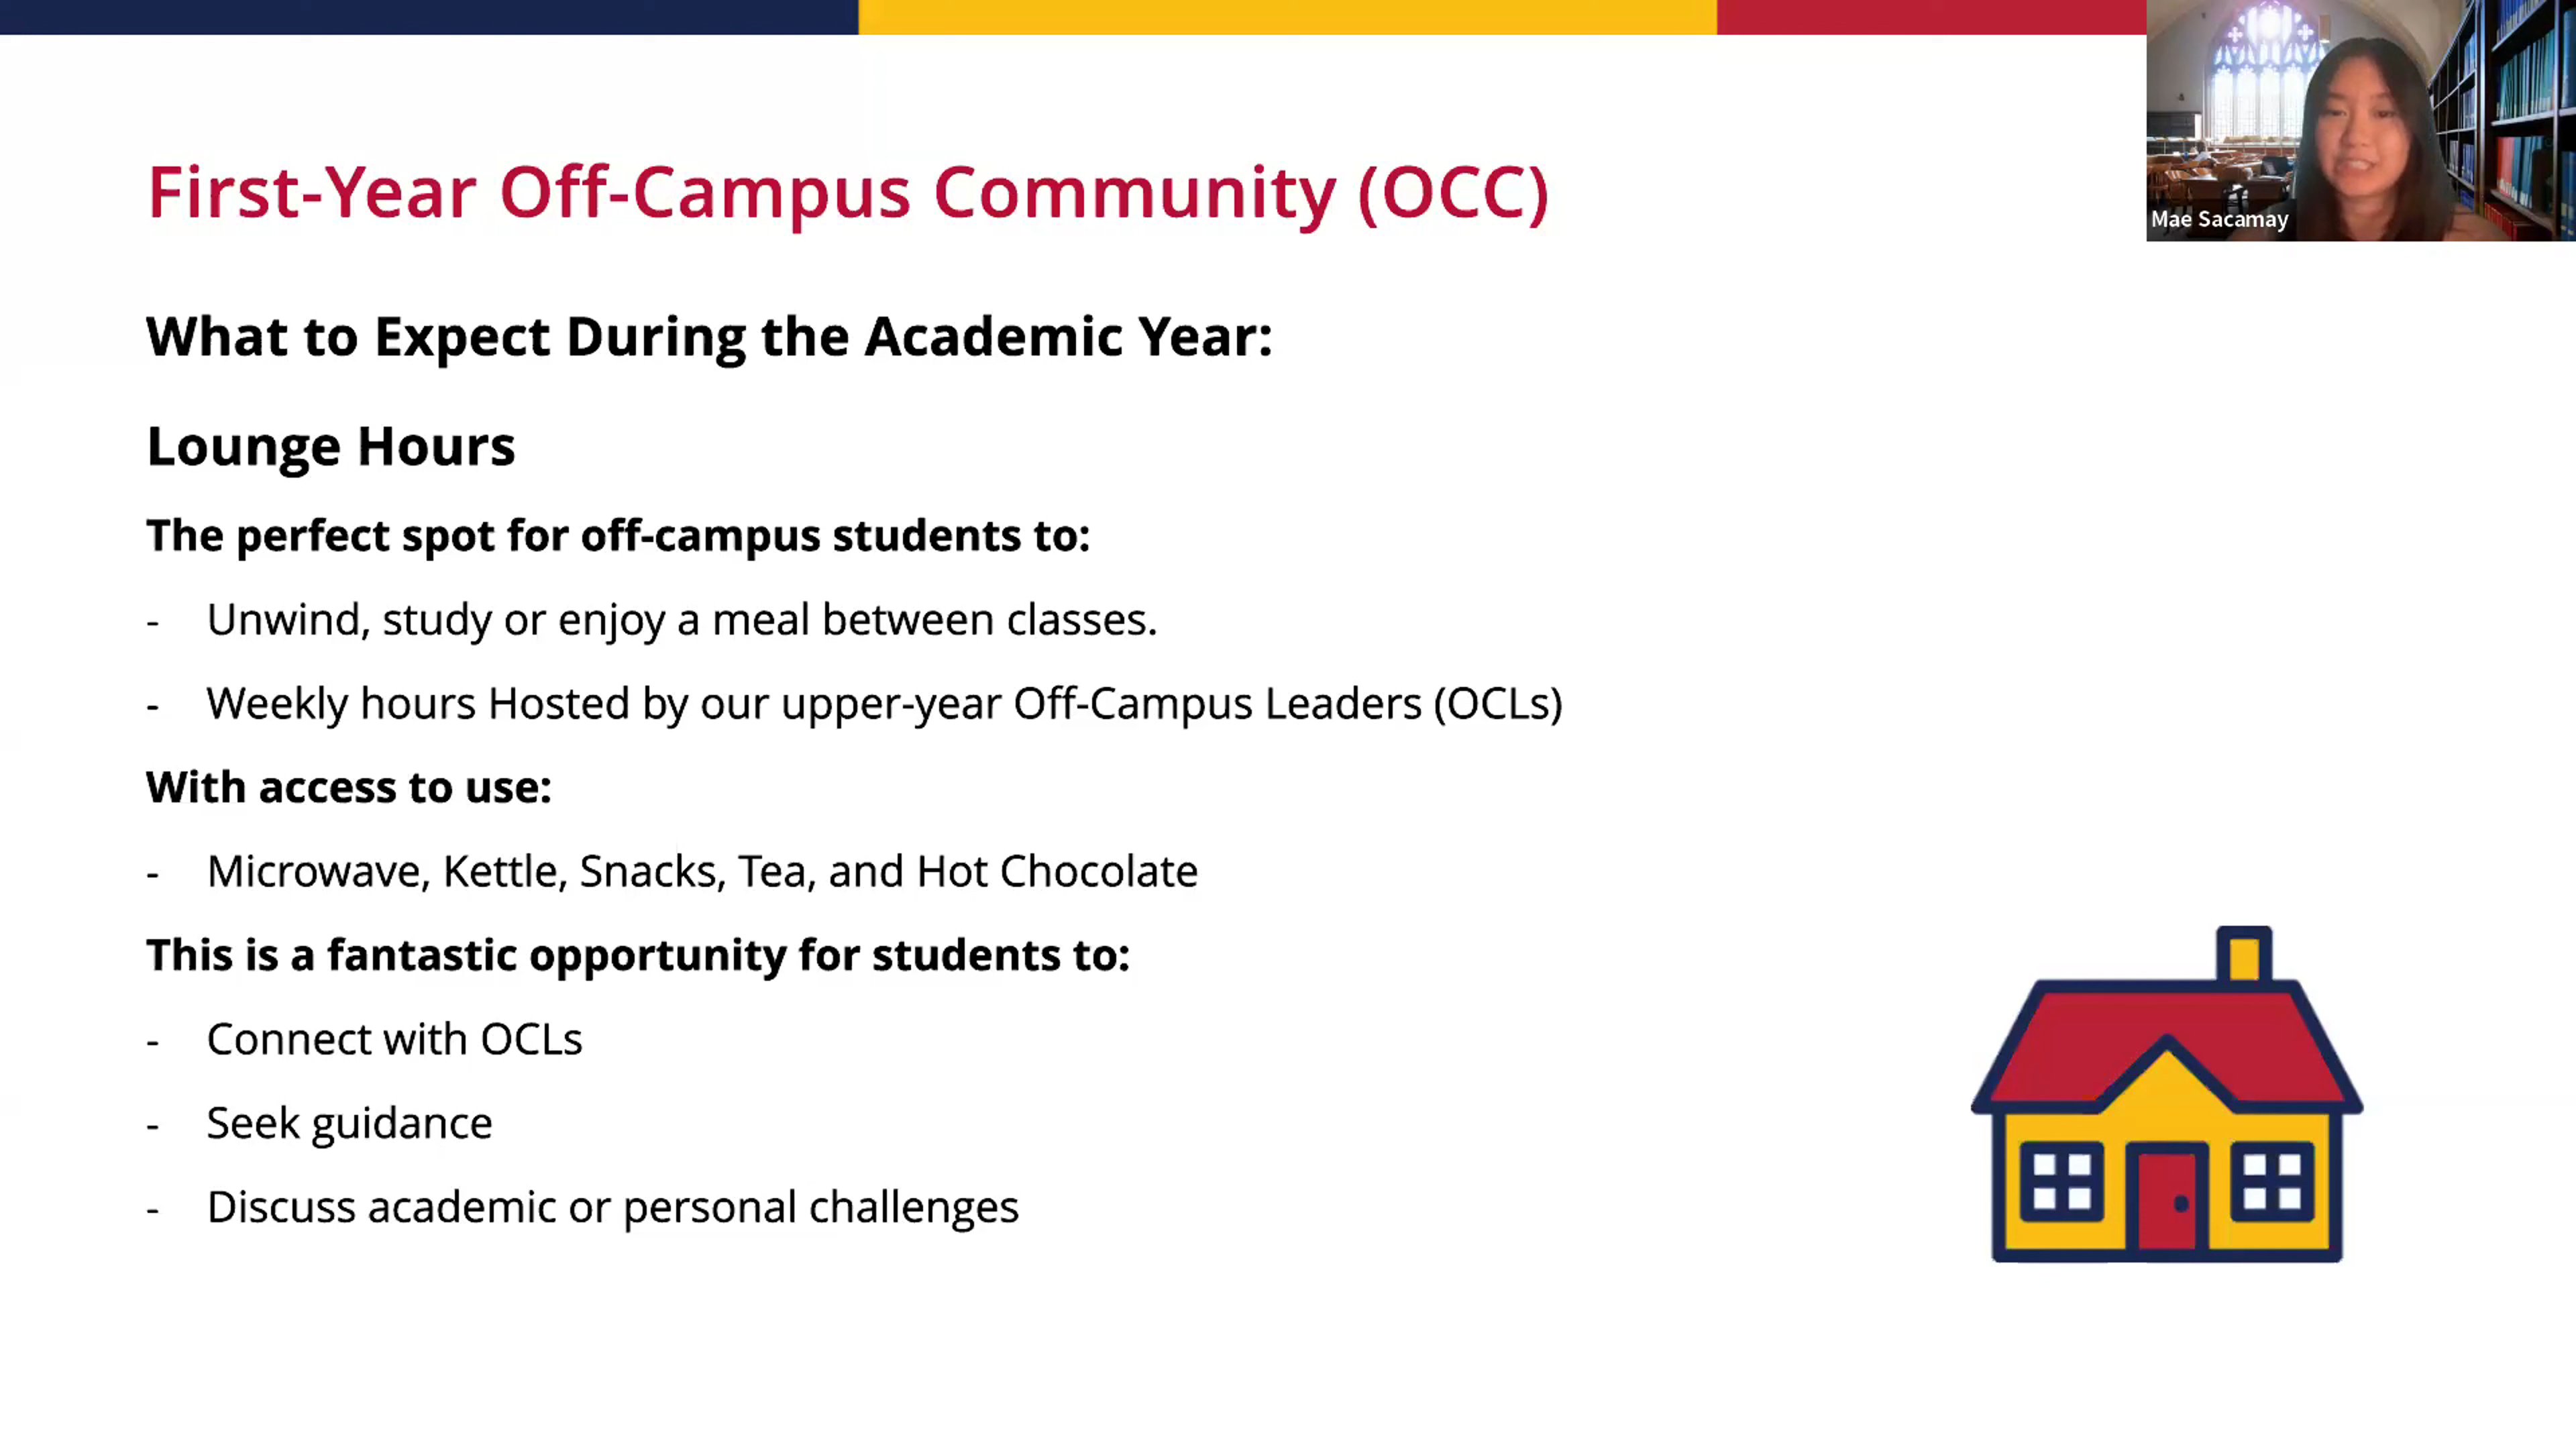 First-Year Off-Campus Community (OCC)
Mae Sacamay
What to Expect During the Academic Year:
Lounge Hours
The perfect spot for off-campus students to:
- Unwind, study or enjoy a meal between classes.
- Weekly hours Hosted by our upper-year Off-Campus Leaders (OCLs)
With access to use:
- Microwave, Kettle, Snacks, Tea, and Hot Chocolate
This is a fantastic opportunity for students to:
- Connect with OCLs
- Seek guidance
- Discuss academic or personal challenges